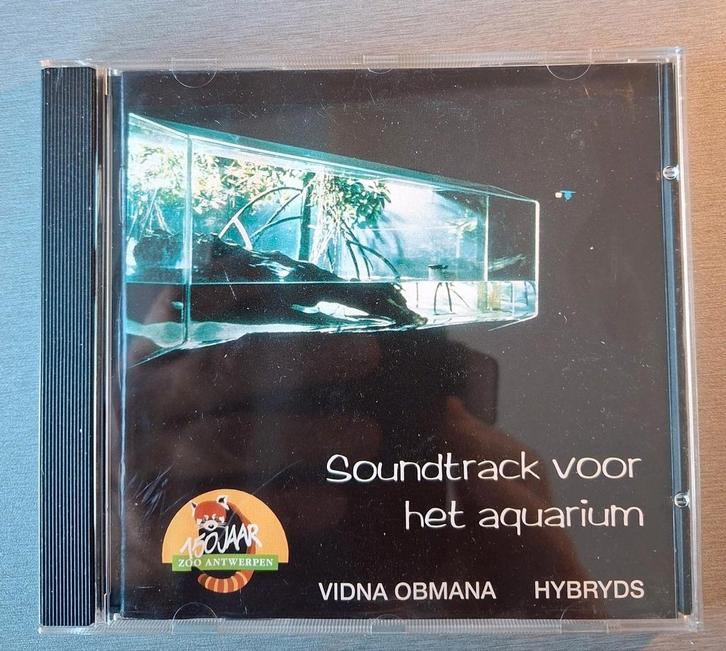 Soundtrack voor
het aquarium
150 JAAR
ZOO ANTWERPEN
VIDNA OBMANA HYBRYDS